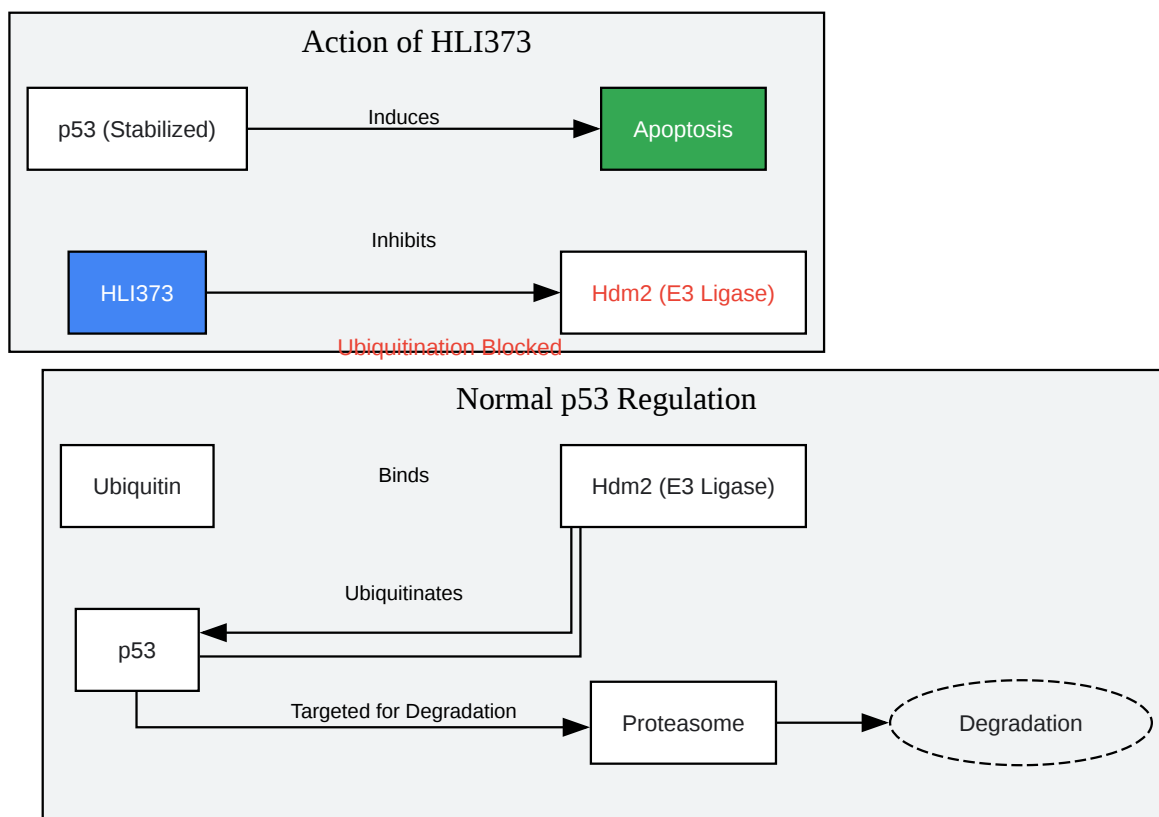 Action of HLI373
p53 (Stabilized)
Induces
Apoptosis
Inhibits
HLI373
Hdm2 (E3 Ligase)
Ubiquitination Blocked
Normal p53 Regulation
Ubiquitin
Binds
Hdm2 (E3 Ligase)
Ubiquitinates
p53
Targeted for Degradation
Proteasome
Degradation